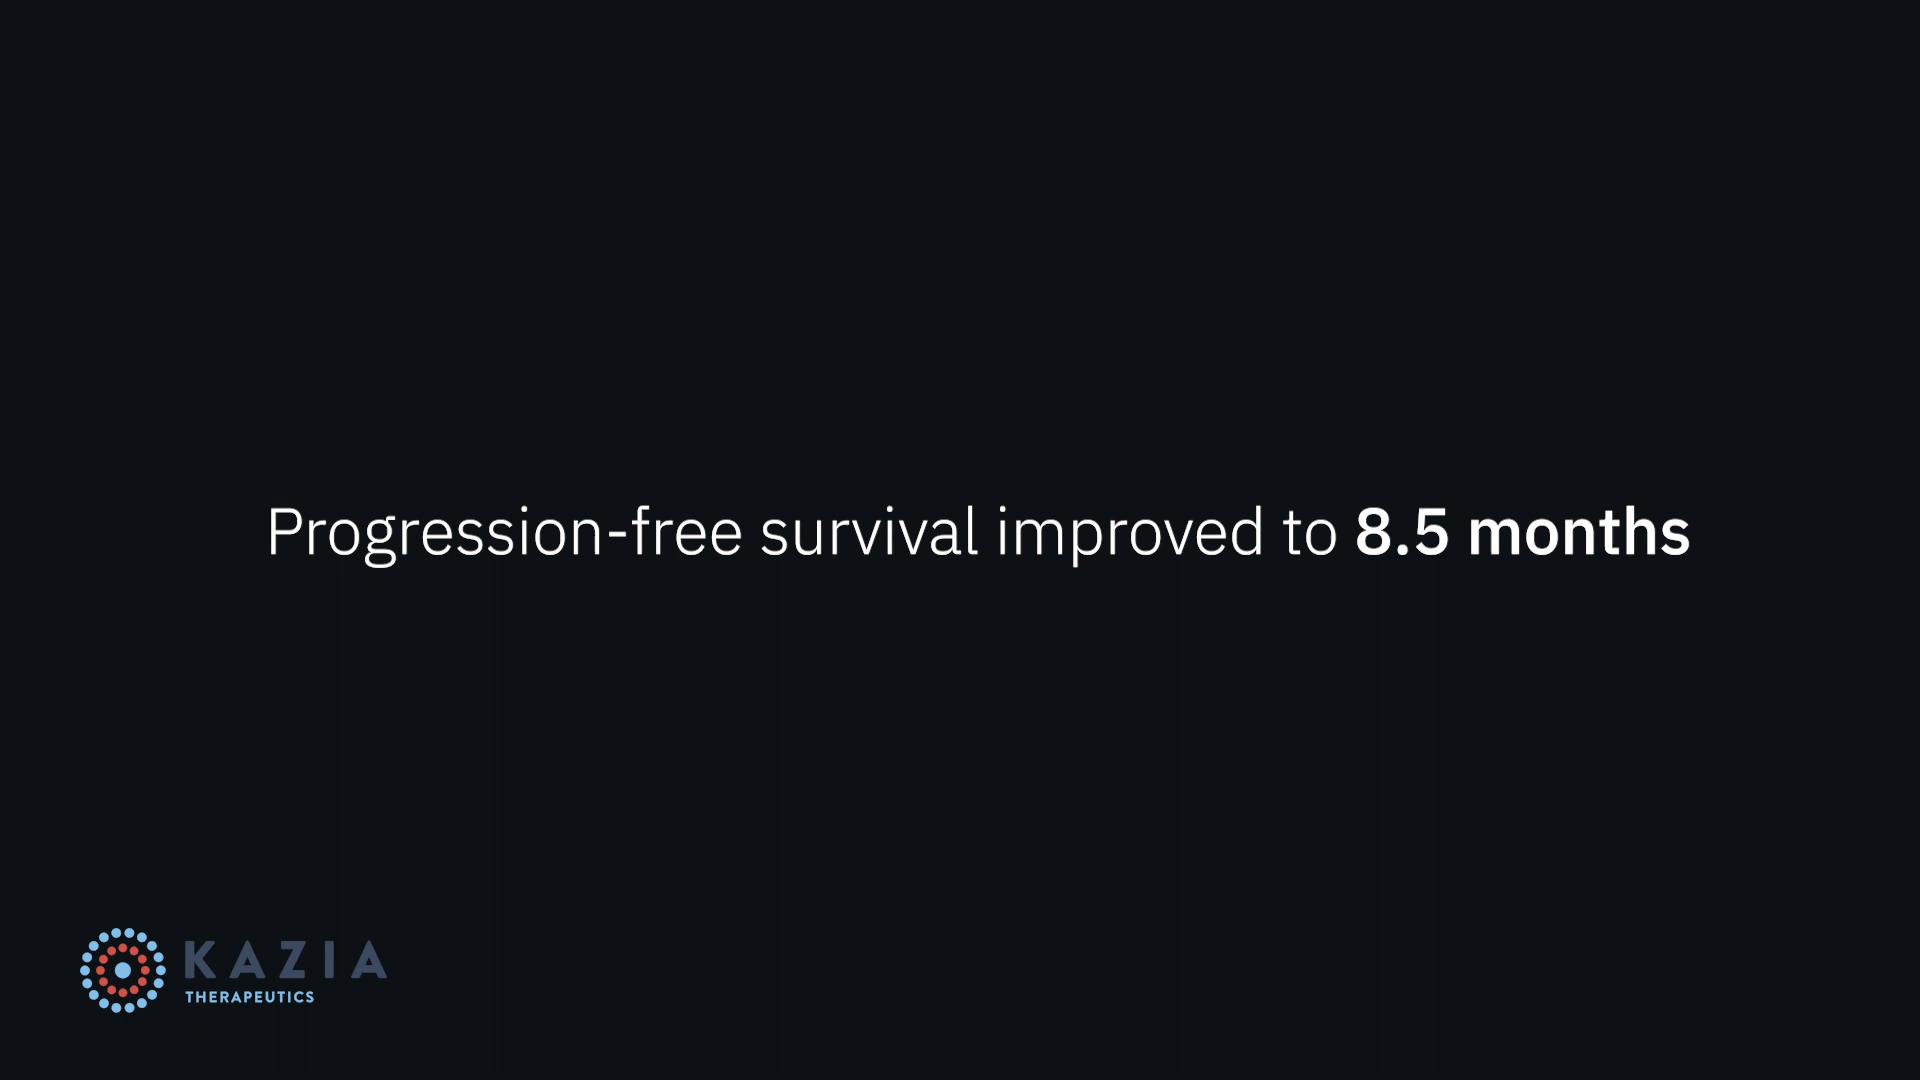 Progression-free survival improved to 8.5 months
KAZIA
THERAPEUTICS